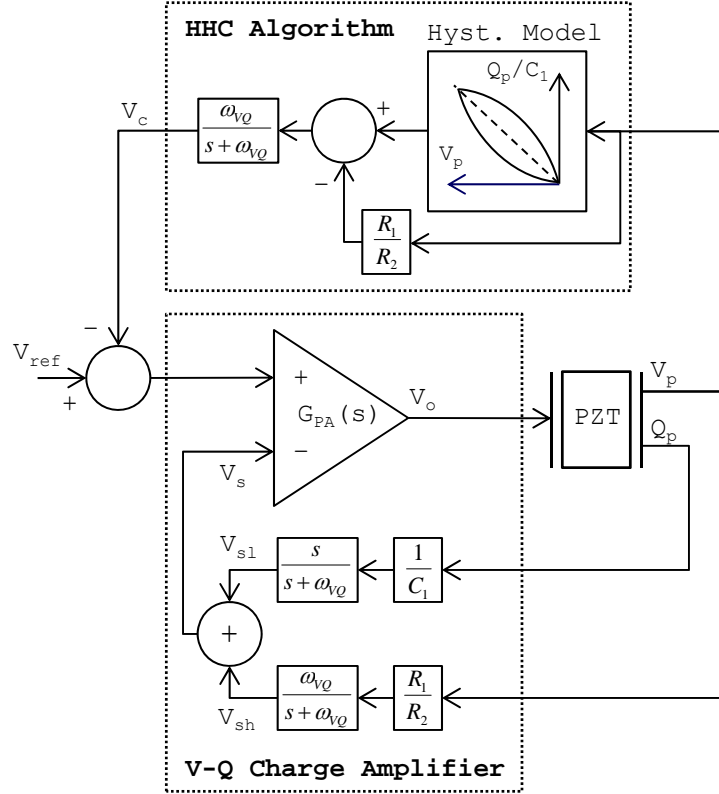 HHC Algorithm
Hyst. Model
Q_p/C_1
V_p
V_c
ω_VQ
s + ω_VQ
+
−
R_1
R_2
−
V_ref
+
+
G_PA(s)
−
V_o
PZT
V_p
Q_p
V_s
V_sl
s
s + ω_VQ
1
C_1
+
V_sh
ω_VQ
s + ω_VQ
R_1
R_2
V-Q Charge Amplifier